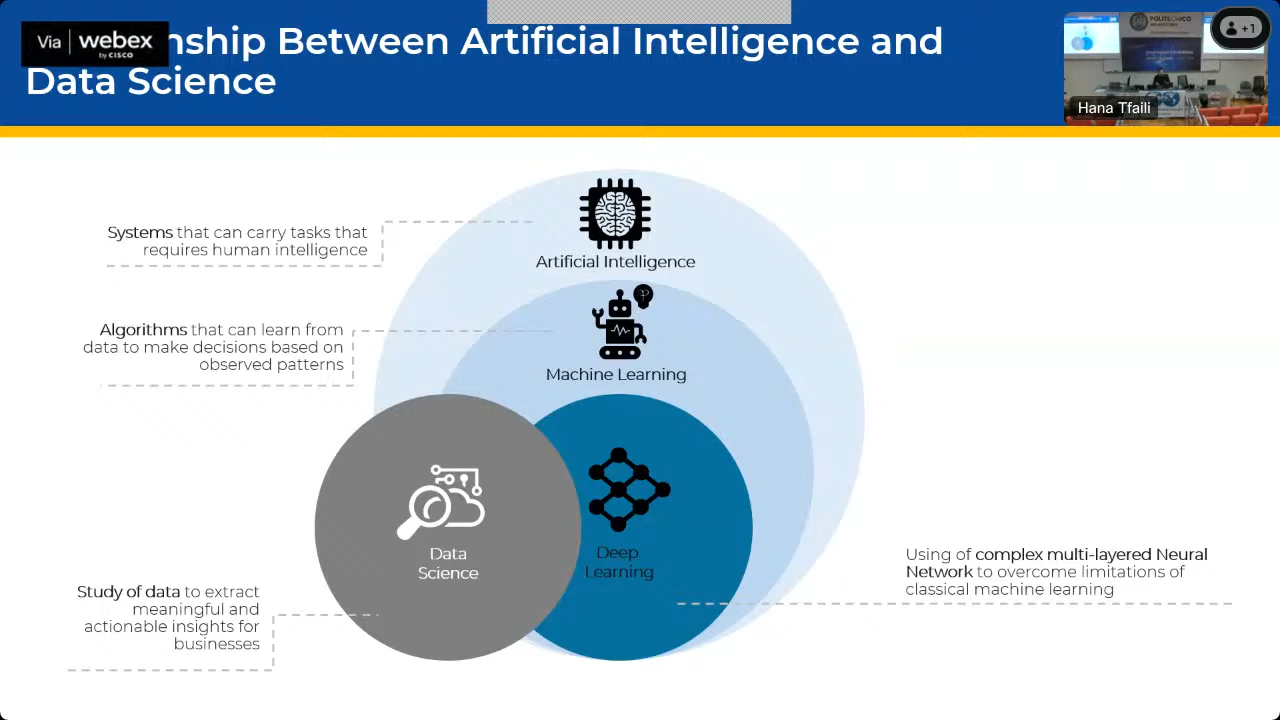 Via webex
by CISCO
nship Between Artificial Intelligence and
Data Science
POLITECNICO
+1
Hana Tfaili
Systems that can carry tasks that
requires human intelligence
Artificial Intelligence
Algorithms that can learn from
data to make decisions based on
observed patterns
Machine Learning
Data
Science
Deep
Learning
Using of complex multi-layered Neural
Network to overcome limitations of
classical machine learning
Study of data to extract
meaningful and
actionable insights for
businesses